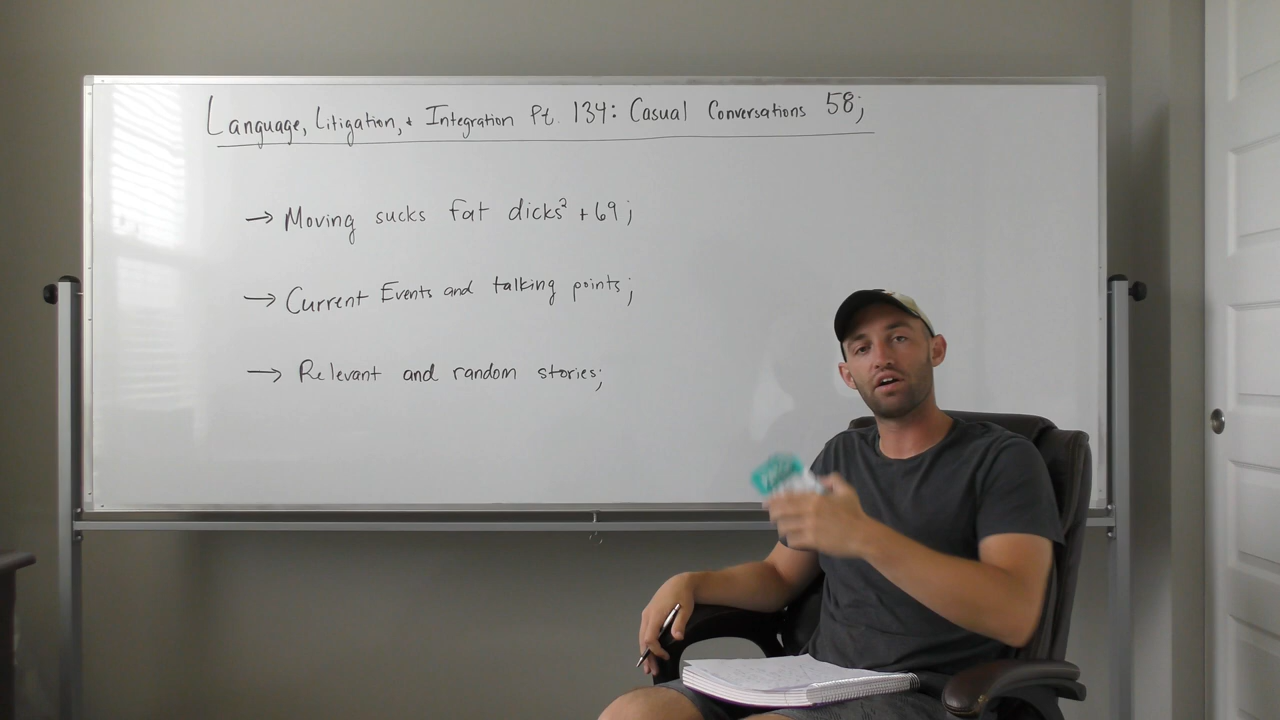 Language, Litigation, + Integration Pt. 134: Casual Conversations 58;
→ Moving sucks fat dicks² + 69;
→ Current Events and talking points;
→ Relevant and random stories;